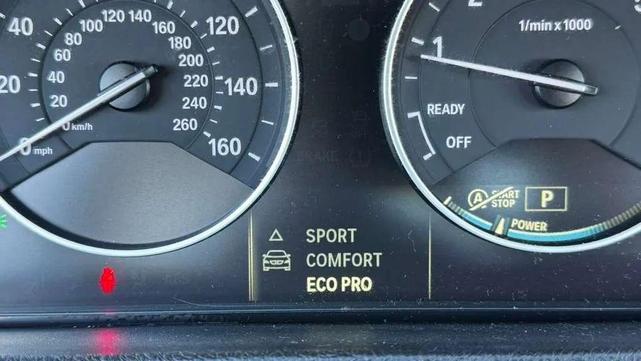 40
20
0
mph
0
km/h
20
40
60
80
100 120 140
160
180
200
220
240
260
120
140
160
1/min x 1000
1
READY
OFF
A START
STOP
P
POWER
SPORT
COMFORT
ECO PRO